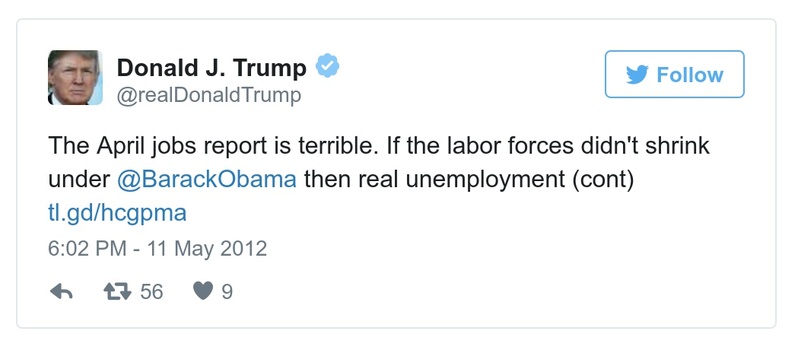 Donald J. Trump
@realDonaldTrump
Follow
The April jobs report is terrible. If the labor forces didn't shrink
under @BarackObama then real unemployment (cont)
tl.gd/hcgpma
6:02 PM - 11 May 2012
56 9